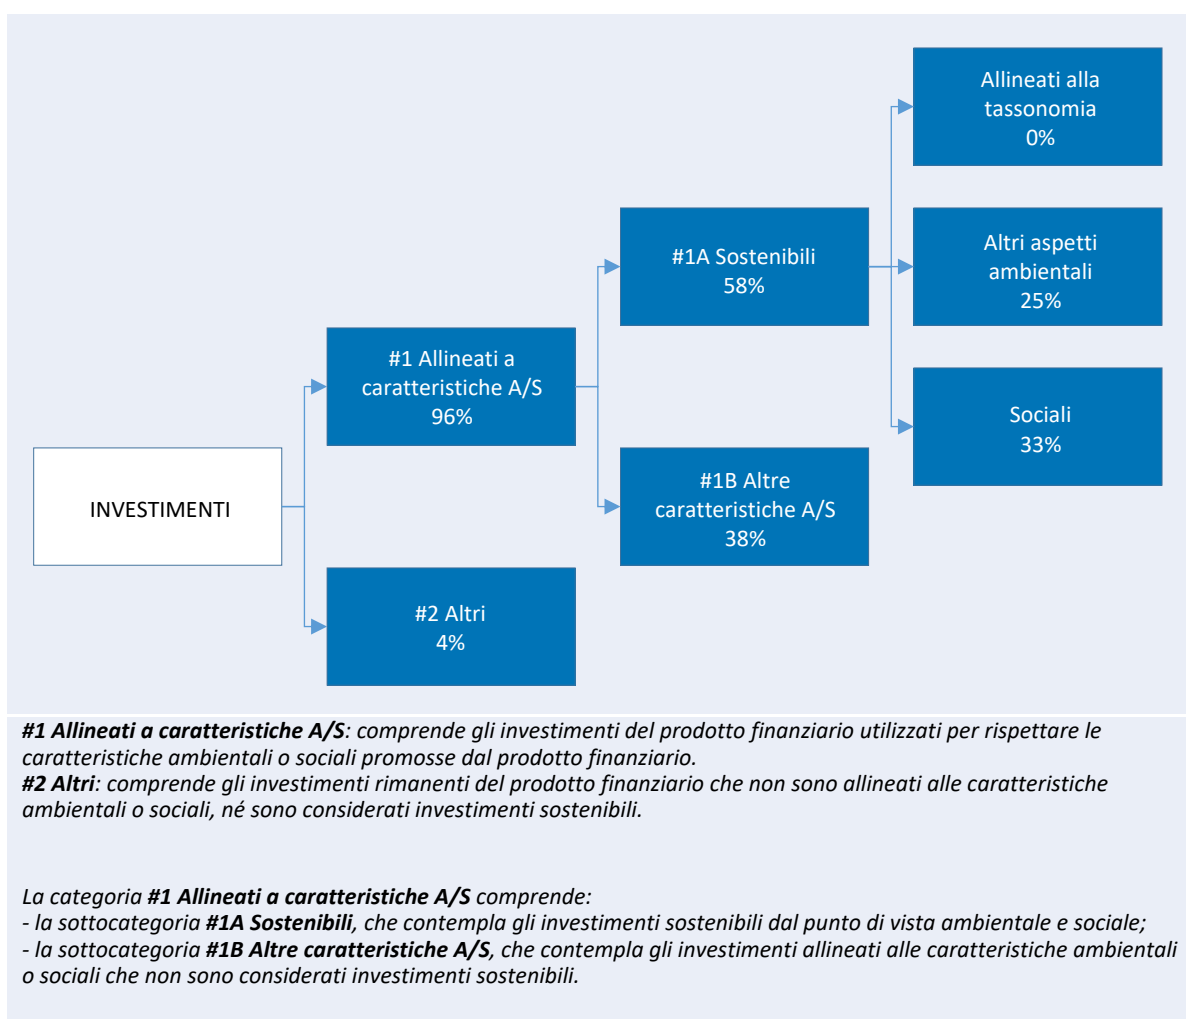 Allineati alla
tassonomia
0%
#1A Sostenibili
58%
Altri aspetti
ambientali
25%
#1 Allineati a
caratteristiche A/S
96%
Sociali
33%
INVESTIMENTI
#1B Altre
caratteristiche A/S
38%
#2 Altri
4%
#1 Allineati a caratteristiche A/S: comprende gli investimenti del prodotto finanziario utilizzati per rispettare le
caratteristiche ambientali o sociali promosse dal prodotto finanziario.
#2 Altri: comprende gli investimenti rimanenti del prodotto finanziario che non sono allineati alle caratteristiche
ambientali o sociali, né sono considerati investimenti sostenibili.
La categoria #1 Allineati a caratteristiche A/S comprende:
- la sottocategoria #1A Sostenibili, che contempla gli investimenti sostenibili dal punto di vista ambientale e sociale;
- la sottocategoria #1B Altre caratteristiche A/S, che contempla gli investimenti allineati alle caratteristiche ambientali
o sociali che non sono considerati investimenti sostenibili.